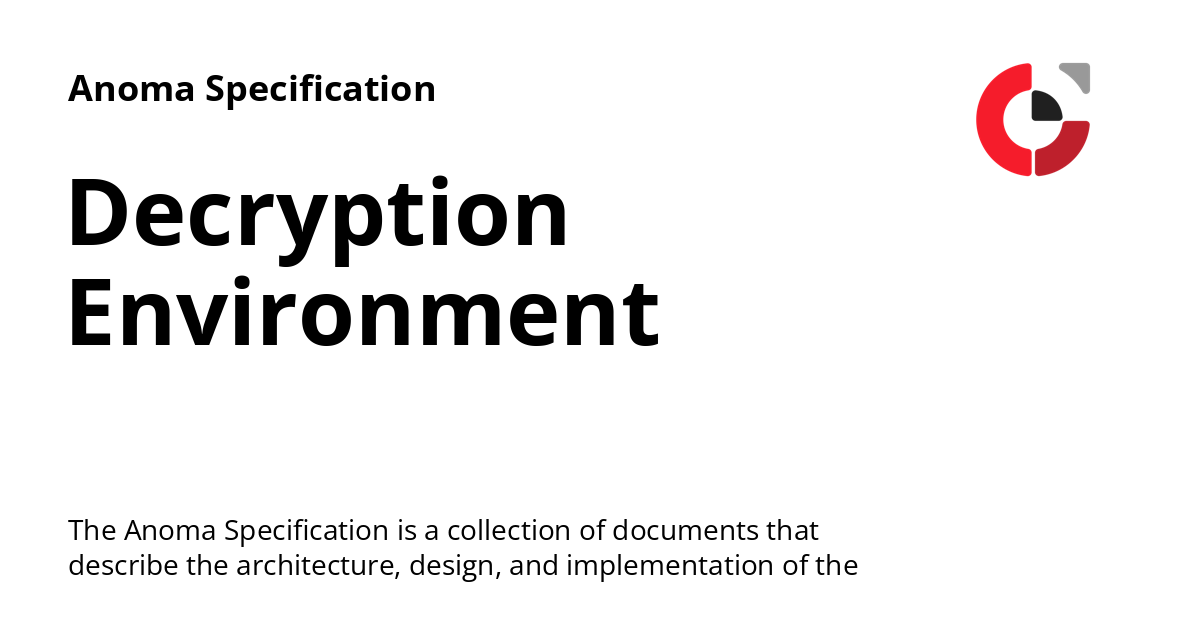 Anoma Specification
Decryption
Environment
The Anoma Specification is a collection of documents that
describe the architecture, design, and implementation of the